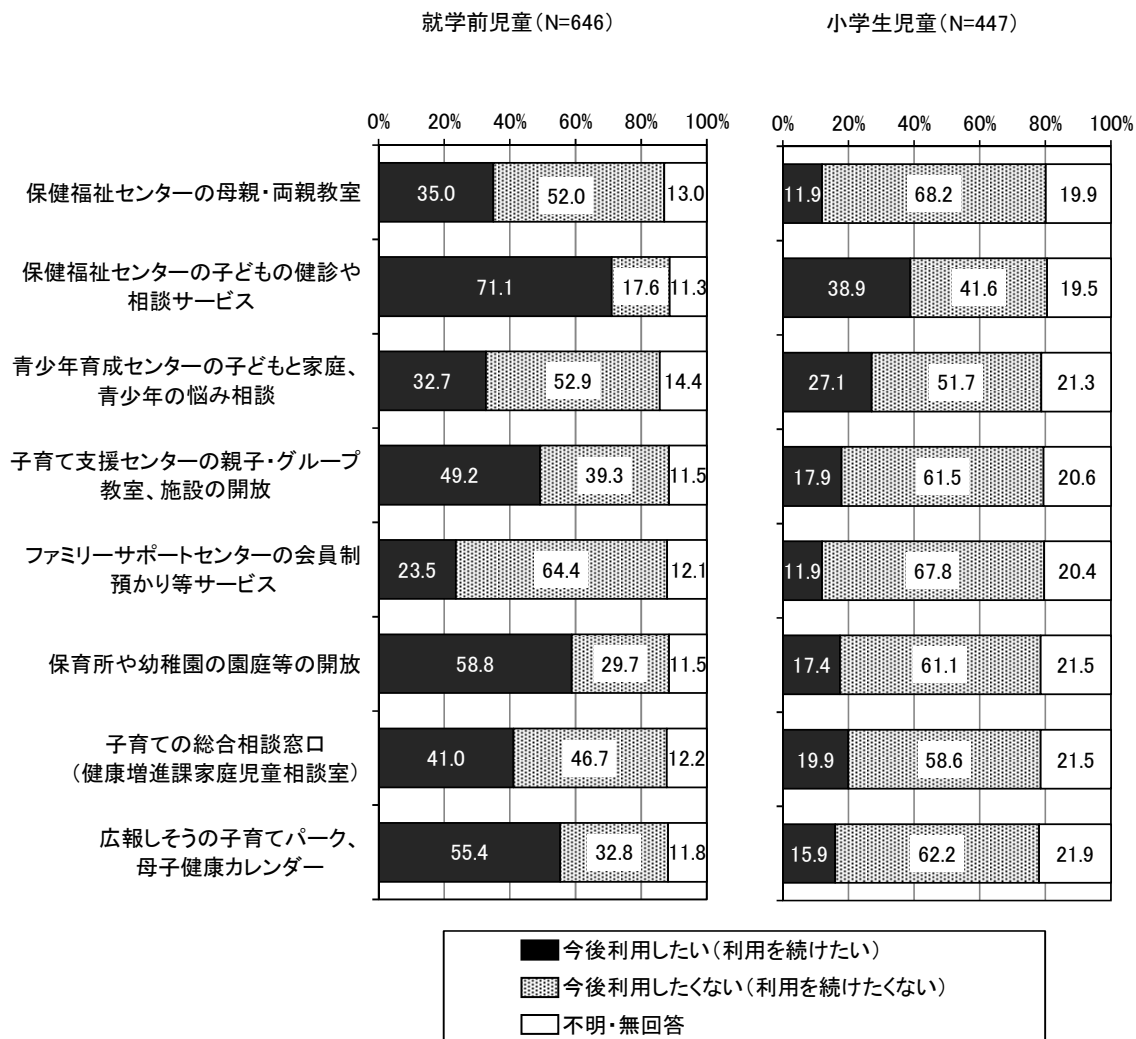 就学前児童(N=646)
小学生児童(N=447)
0% 20% 40% 60% 80% 100%
0% 20% 40% 60% 80% 100%
保健福祉センターの母親・両親教室
35.0 52.0 13.0
11.9 68.2 19.9
保健福祉センターの子どもの健診や
相談サービス
71.1 17.6 11.3
38.9 41.6 19.5
青少年育成センターの子どもと家庭、
青少年の悩み相談
32.7 52.9 14.4
27.1 51.7 21.3
子育て支援センターの親子・グループ
教室、施設の開放
49.2 39.3 11.5
17.9 61.5 20.6
ファミリーサポートセンターの会員制
預かり等サービス
23.5 64.4 12.1
11.9 67.8 20.4
保育所や幼稚園の園庭等の開放
58.8 29.7 11.5
17.4 61.1 21.5
子育ての総合相談窓口
(健康増進課家庭児童相談室)
41.0 46.7 12.2
19.9 58.6 21.5
広報しそうの子育てパーク、
母子健康カレンダー
55.4 32.8 11.8
15.9 62.2 21.9
今後利用したい(利用を続けたい)
今後利用したくない(利用を続けたくない)
不明・無回答